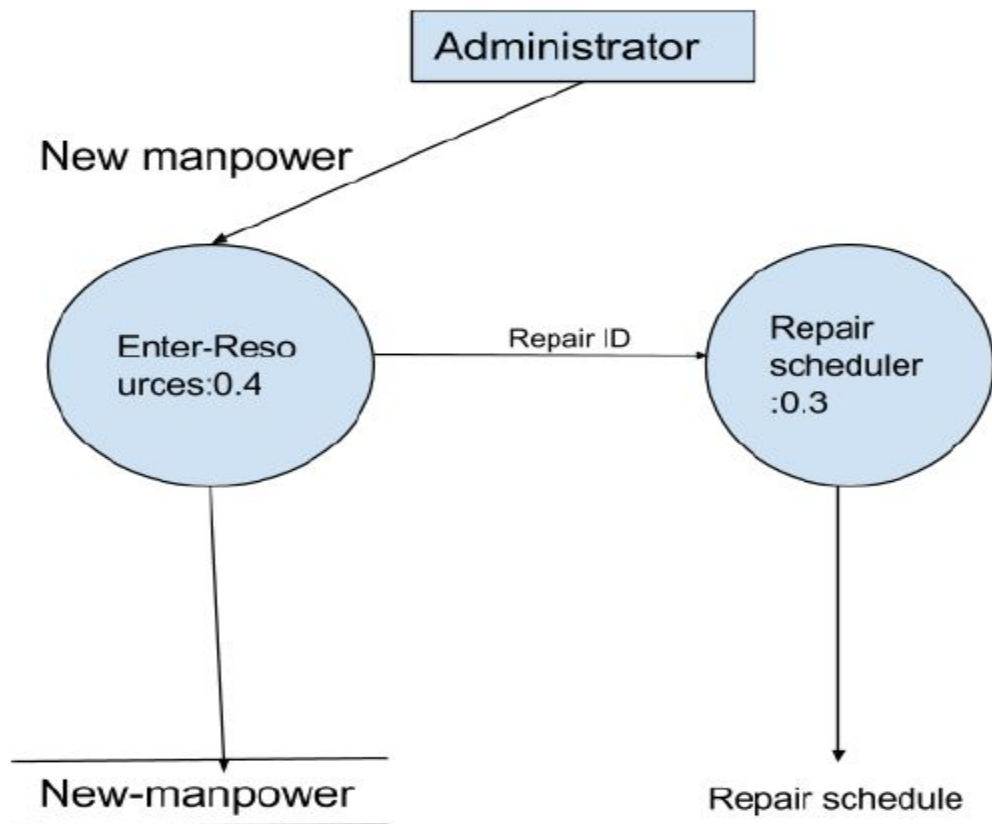 Administrator
New manpower
Enter-Reso
urces:0.4
Repair ID
Repair
scheduler
:0.3
New-manpower
Repair schedule